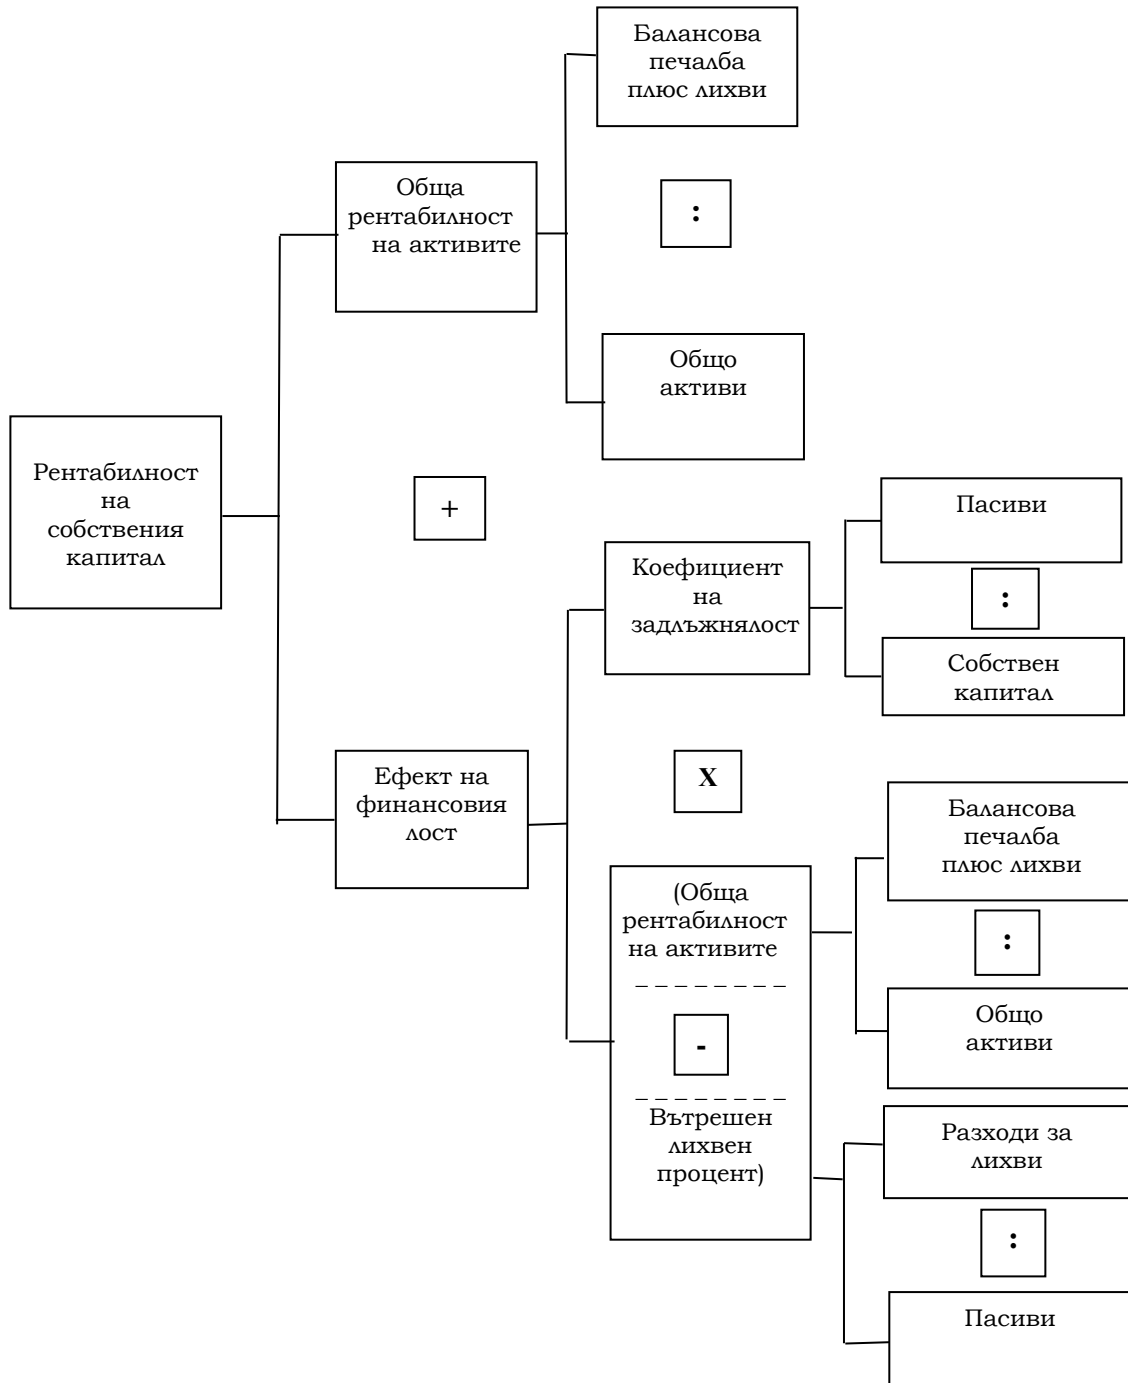 Балансова
печалба
плюс лихви
Обща
рентабилност
на активите
:
Общо
активи
Рентабилност
на
собствения
капитал
+
Пасиви
Коефициент
на
задлъжнялост
:
Собствен
капитал
Ефект на
финансовия
лост
X
Балансова
печалба
плюс лихви
(Обща
рентабилност
на активите
:
_ _ _ _ _ _ _ _
-
Общо
активи
_ _ _ _ _ _ _ _
Вътрешен
лихвен
процент)
Разходи за
лихви
:
Пасиви